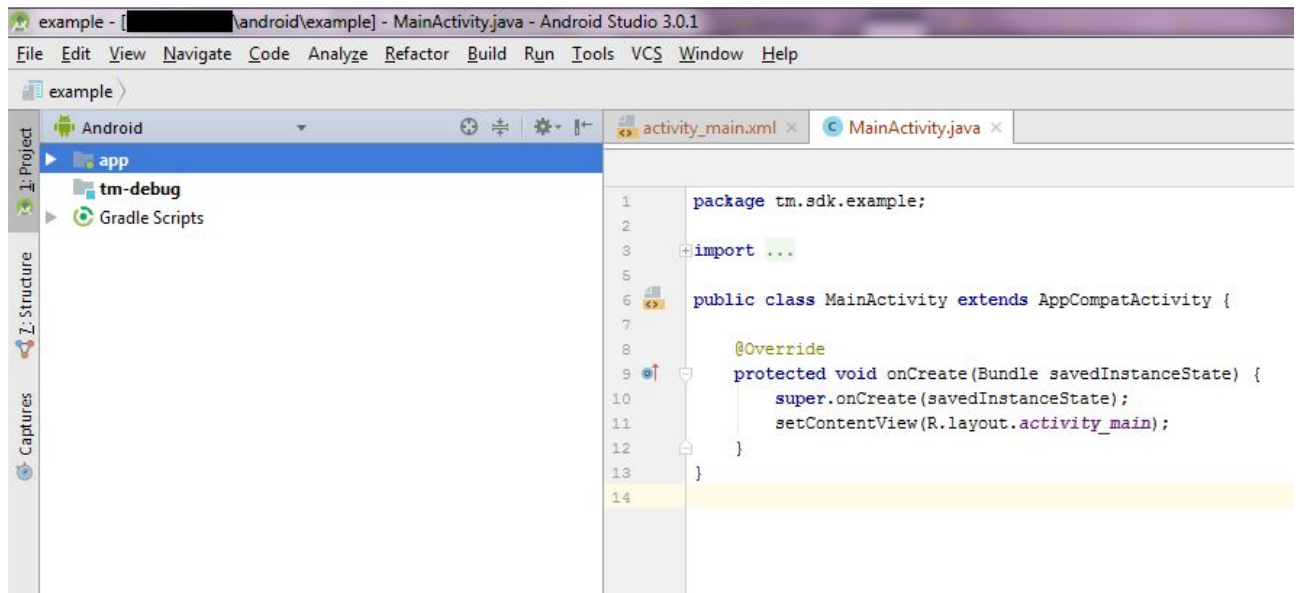 example - [ \android\example] - MainActivity.java - Android Studio 3.0.1
File Edit View Navigate Code Analyze Refactor Build Run Tools VCS Window Help
example
1: Project
7: Structure
Captures
Android
app
tm-debug
Gradle Scripts
activity_main.xml × C MainActivity.java ×
1 package tm.sdk.example;
2
3 import ...
5
6 public class MainActivity extends AppCompatActivity {
7
8 @Override
9 protected void onCreate(Bundle savedInstanceState) {
10 super.onCreate(savedInstanceState);
11 setContentView(R.layout.activity_main);
12 }
13 }
14